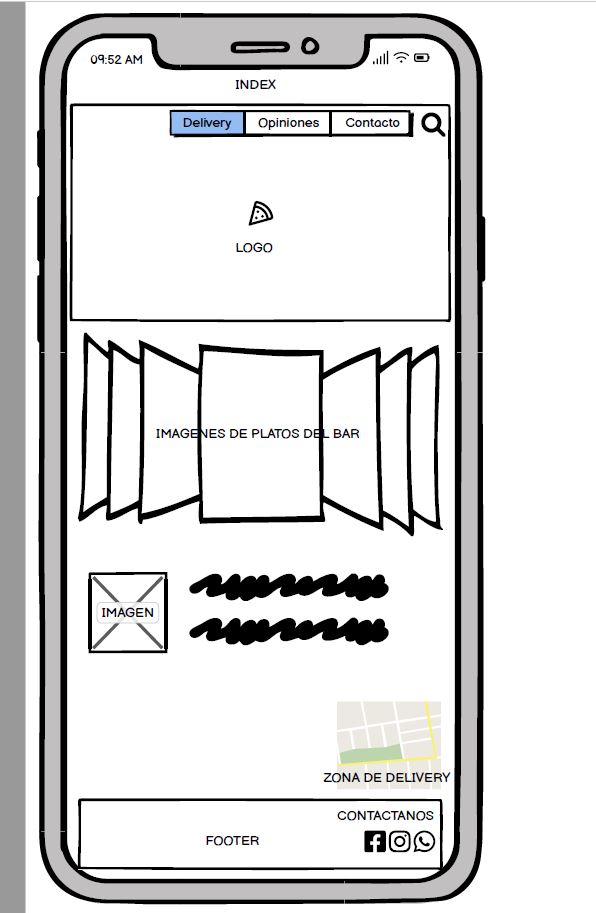 09:52 AM
INDEX
Delivery
Opiniones
Contacto
LOGO
IMAGENES DE PLATOS DEL BAR
IMAGEN
ZONA DE DELIVERY
CONTACTANOS
FOOTER